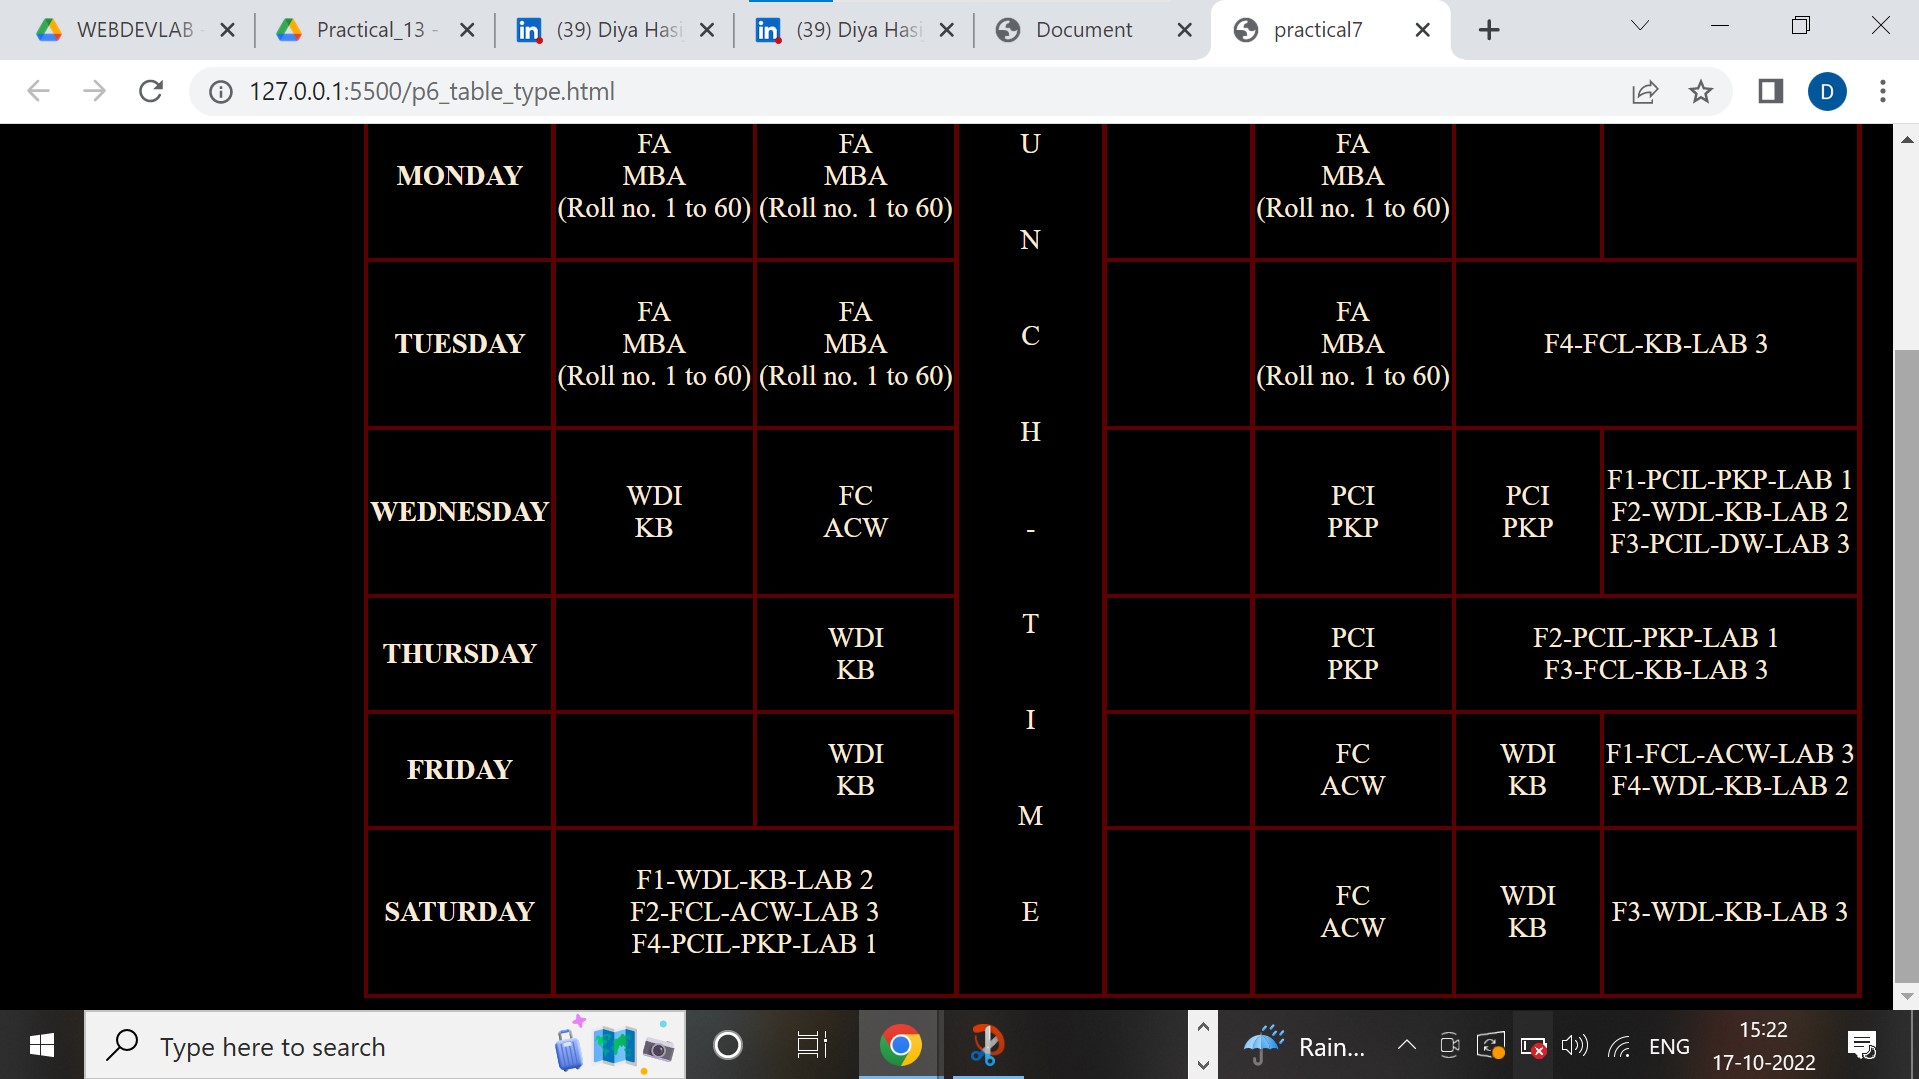 WEBDEVLAB -
Practical_13 -
(39) Diya Hasi
(39) Diya Hasi
Document
practical7
127.0.0.1:5500/p6_table_type.html
D
MONDAY
FA
MBA
(Roll no. 1 to 60)
FA
MBA
(Roll no. 1 to 60)
U
N
C
H
-
T
I
M
E
FA
MBA
(Roll no. 1 to 60)
TUESDAY
FA
MBA
(Roll no. 1 to 60)
FA
MBA
(Roll no. 1 to 60)
FA
MBA
(Roll no. 1 to 60)
F4-FCL-KB-LAB 3
WEDNESDAY
WDI
KB
FC
ACW
PCI
PKP
PCI
PKP
F1-PCIL-PKP-LAB 1
F2-WDL-KB-LAB 2
F3-PCIL-DW-LAB 3
THURSDAY
WDI
KB
PCI
PKP
F2-PCIL-PKP-LAB 1
F3-FCL-KB-LAB 3
FRIDAY
WDI
KB
FC
ACW
WDI
KB
F1-FCL-ACW-LAB 3
F4-WDL-KB-LAB 2
SATURDAY
F1-WDL-KB-LAB 2
F2-FCL-ACW-LAB 3
F4-PCIL-PKP-LAB 1
FC
ACW
WDI
KB
F3-WDL-KB-LAB 3
Type here to search
Rain...
ENG
15:22
17-10-2022